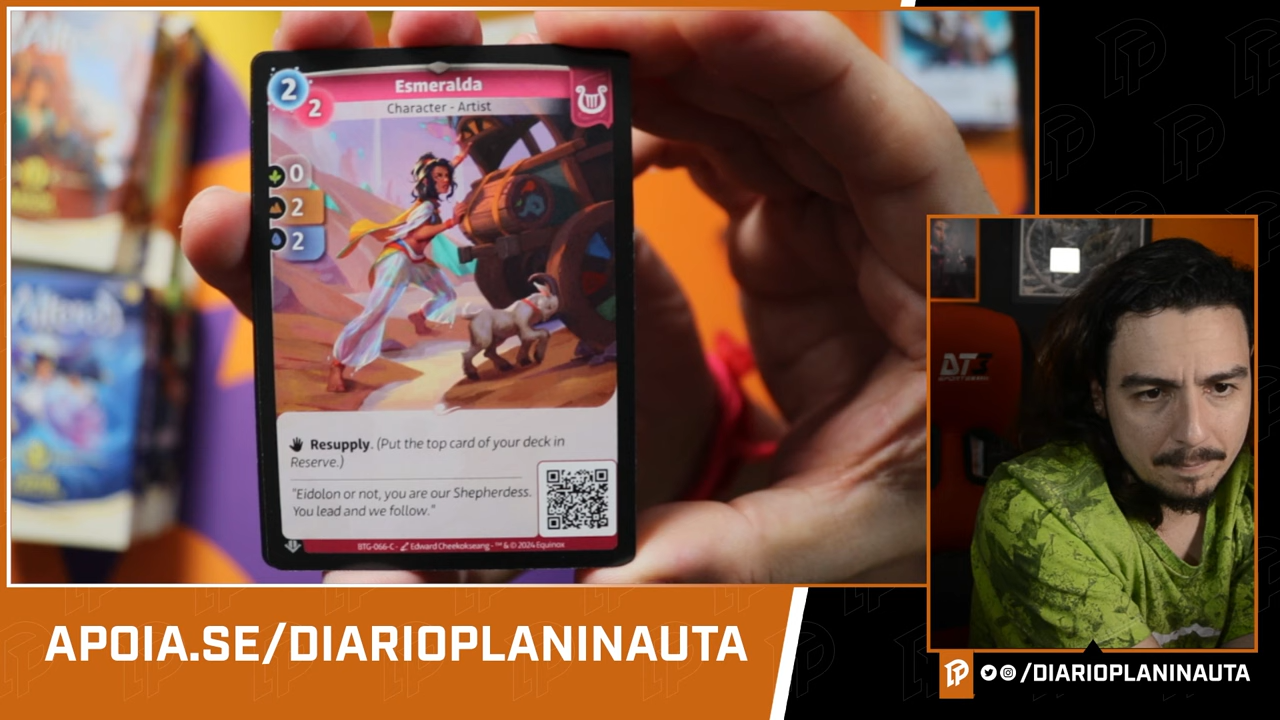 2
2
Esmeralda
Character - Artist
0
2
2
Resupply. (Put the top card of your deck in
Reserve.)
"Eidolon or not, you are our Shepherdess.
You lead and we follow."
BTG-066-C - Edward Cheekokseang - ™ & © 2024 Equinox
Altered
DT3
APOIA.SE/DIARIOPLANINAUTA
/DIARIOPLANINAUTA